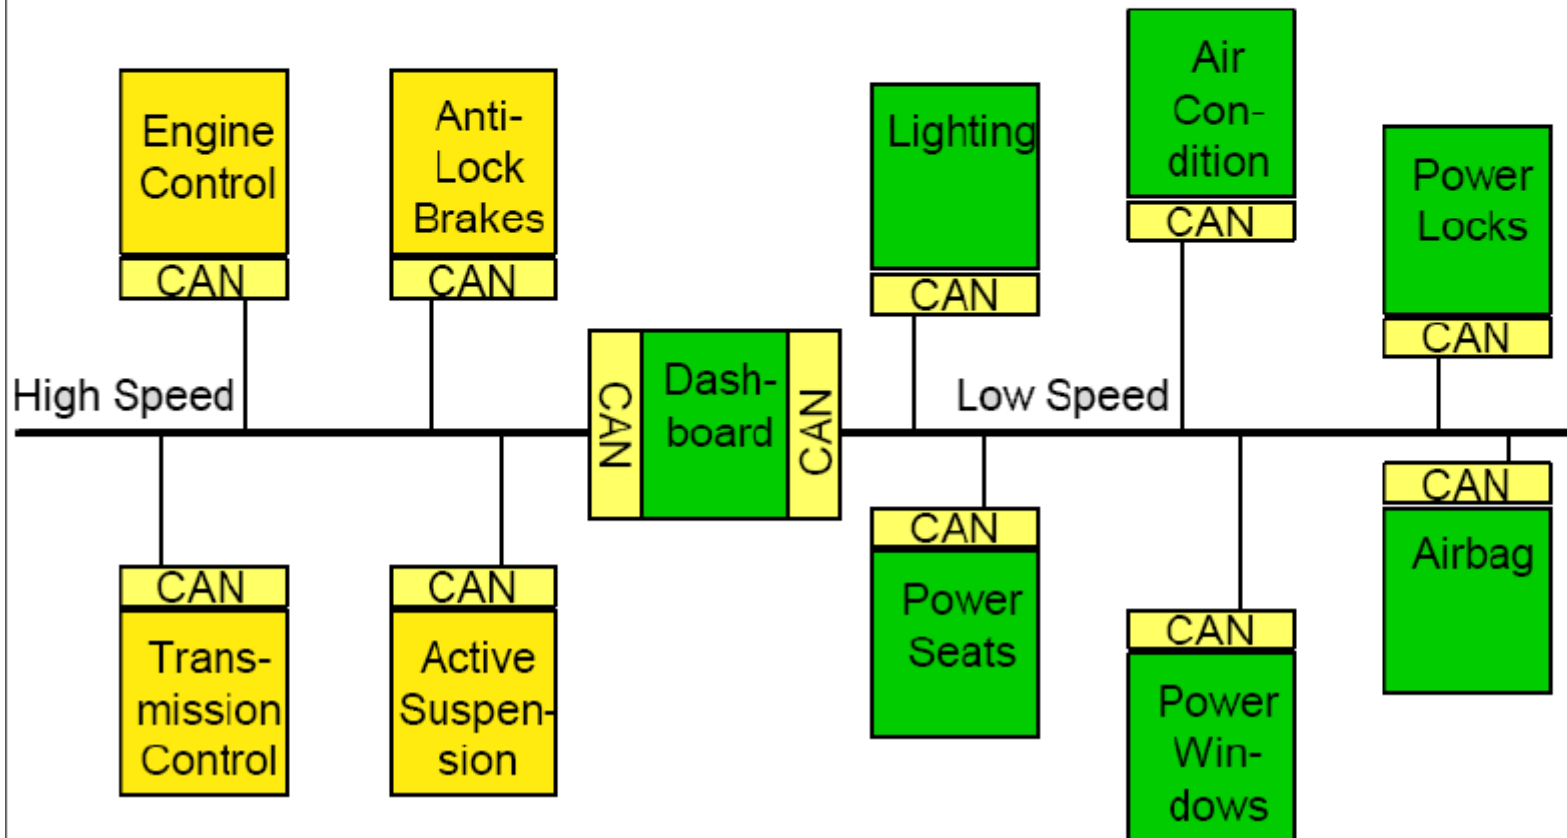 Engine
Control
CAN
Anti-
Lock
Brakes
CAN
Lighting
CAN
Air
Con-
dition
CAN
Power
Locks
CAN
High Speed
CAN
Dash-
board
CAN
Low Speed
CAN
Trans-
mission
Control
CAN
Active
Suspen-
sion
CAN
Power
Seats
CAN
Power
Win-
dows
CAN
Airbag